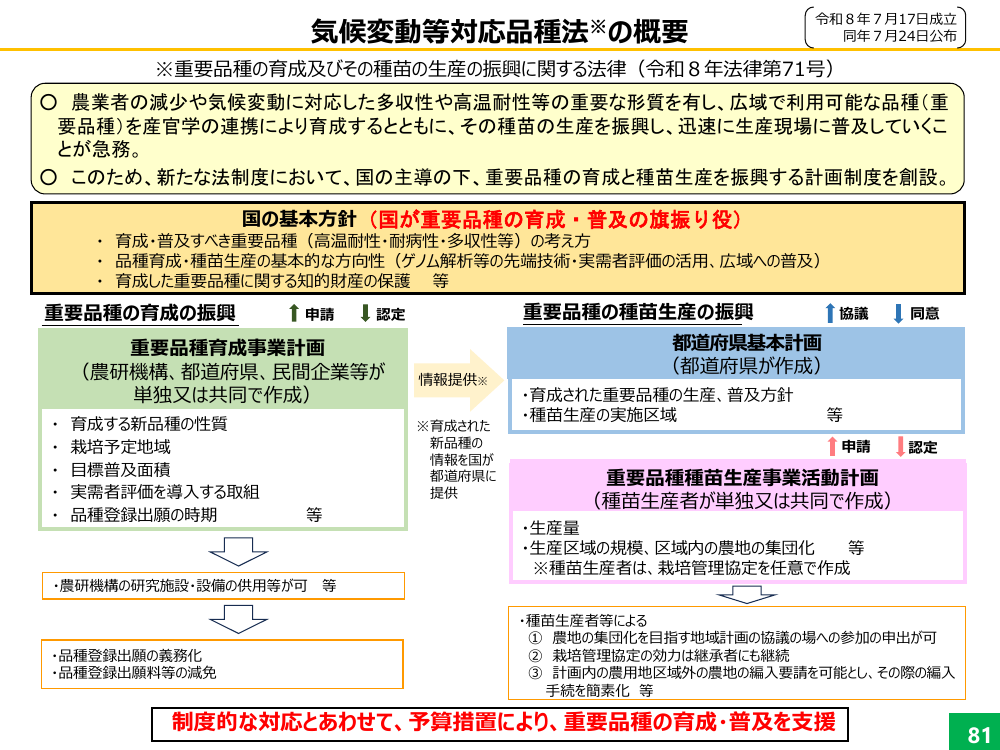 気候変動等対応品種法※の概要
令和８年７月17日成立
同年７月24日公布
※重要品種の育成及びその種苗の生産の振興に関する法律（令和８年法律第71号）
○ 農業者の減少や気候変動に対応した多収性や高温耐性等の重要な形質を有し、広域で利用可能な品種（重
要品種）を産官学の連携により育成するとともに、その種苗の生産を振興し、迅速に生産現場に普及していくこ
とが急務。
○ このため、新たな法制度において、国の主導の下、重要品種の育成と種苗生産を振興する計画制度を創設。
国の基本方針（国が重要品種の育成・普及の旗振り役）
・ 育成・普及すべき重要品種（高温耐性・耐病性・多収性等）の考え方
・ 品種育成・種苗生産の基本的な方向性（ゲノム解析等の先端技術・実需者評価の活用、広域への普及）
・ 育成した重要品種に関する知的財産の保護 等
重要品種の育成の振興
申請 認定
重要品種育成事業計画
（農研機構、都道府県、民間企業等が
単独又は共同で作成）
・ 育成する新品種の性質
・ 栽培予定地域
・ 目標普及面積
・ 実需者評価を導入する取組
・ 品種登録出願の時期 等
・農研機構の研究施設・設備の供用等が可 等
・品種登録出願の義務化
・品種登録出願料等の減免
情報提供※
※育成された
新品種の
情報を国が
都道府県に
提供
重要品種の種苗生産の振興
協議 同意
都道府県基本計画
（都道府県が作成）
・育成された重要品種の生産、普及方針
・種苗生産の実施区域 等
申請 認定
重要品種種苗生産事業活動計画
（種苗生産者が単独又は共同で作成）
・生産量
・生産区域の規模、区域内の農地の集団化 等
※種苗生産者は、栽培管理協定を任意で作成
・種苗生産者等による
① 農地の集団化を目指す地域計画の協議の場への参加の申出が可
② 栽培管理協定の効力は継承者にも継続
③ 計画内の農用地区域外の農地の編入要請を可能とし、その際の編入
手続を簡素化 等
制度的な対応とあわせて、予算措置により、重要品種の育成・普及を支援
81